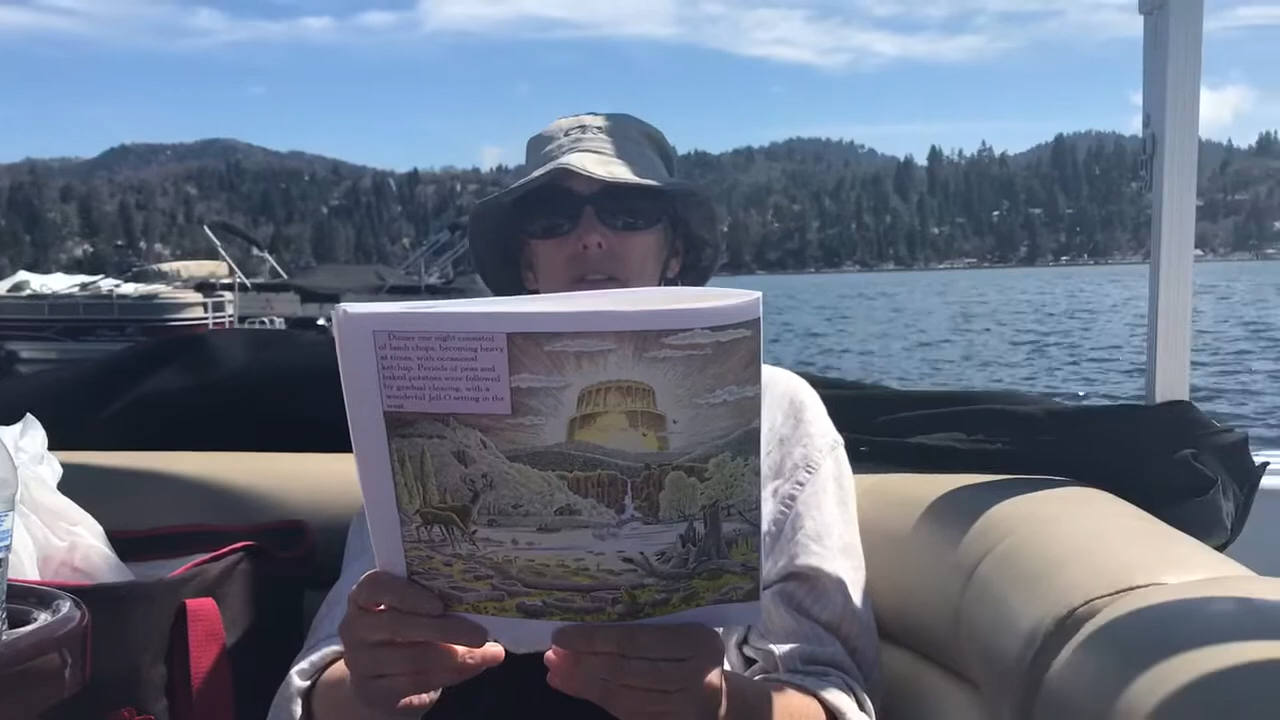 Dinner one night consisted
of lamb chops, becoming heavy
at times, with occasional
ketchup. Periods of peas and
baked potatoes were followed
by gradual clearing, with a
wonderful Jell-O setting in the
west.